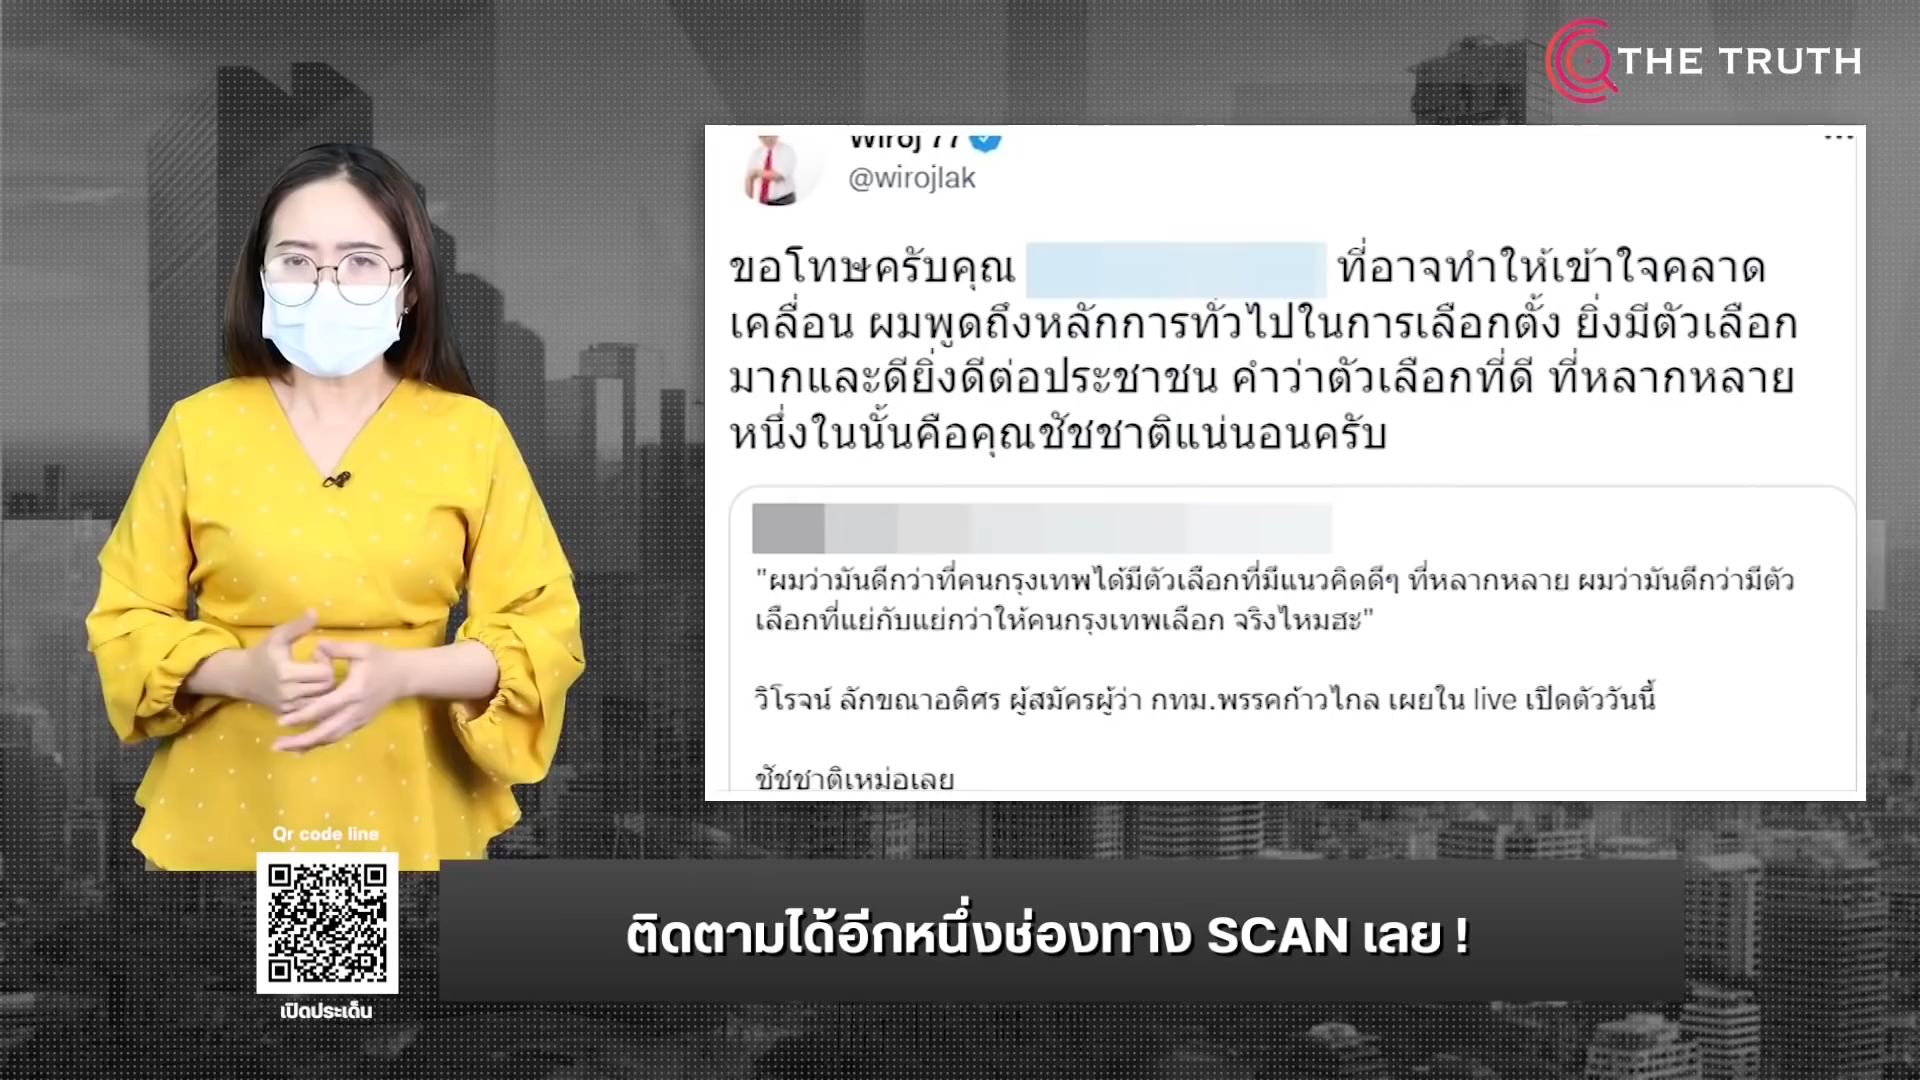 THE TRUTH
Wiroj 77
@wirojlak
ขอโทษครับคุณ ที่อาจทำให้เข้าใจคลาด
เคลื่อน ผมพูดถึงหลักการทั่วไปในการเลือกตั้ง ยิ่งมีตัวเลือก
มากและดียิ่งดีต่อประชาชน คำว่าตัวเลือกที่ดี ที่หลากหลาย
หนึ่งในนั้นคือคุณชัชชาติแน่นอนครับ
"ผมว่ามันดีกว่าที่คนกรุงเทพได้มีตัวเลือกที่มีแนวคิดดีๆ ที่หลากหลาย ผมว่ามันดีกว่ามีตัว
เลือกที่แย่กับแย่กว่าให้คนกรุงเทพเลือก จริงไหมฮะ"
วิโรจน์ ลักขณาอดิศร ผู้สมัครผู้ว่า กทม.พรรคก้าวไกล เผยใน live เปิดตัววันนี้
ชัชชาติเหม่อเลย
Qr code line
ติดตามได้อีกหนึ่งช่องทาง SCAN เลย !
เปิดประเด็น